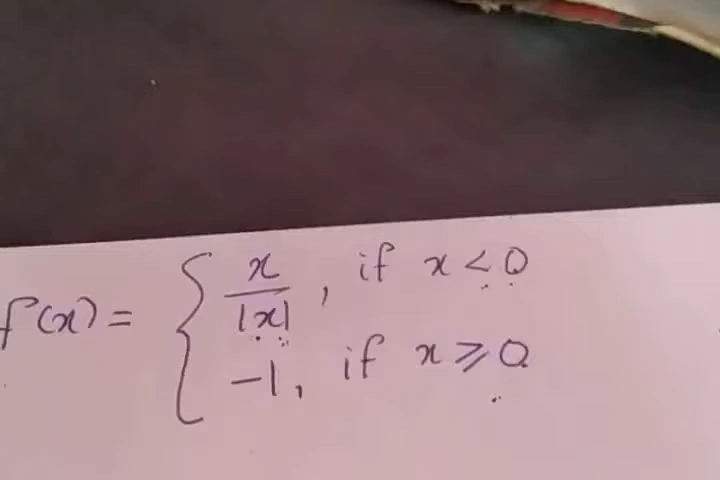 f(x) = { x/|x| , if x < 0
-1, if x ⩾ 0